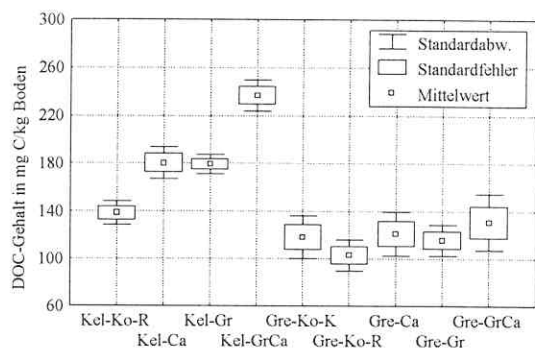 DOC-Gehalt in mg C/kg Boden
300
260
220
180
140
100
60
Standardabw.
Standardfehler
Mittelwert
Kel-Ko-R Kel-Gr Gre-Ko-K Gre-Ca Gre-GrCa
Kel-Ca Kel-GrCa Gre-Ko-R Gre-Gr